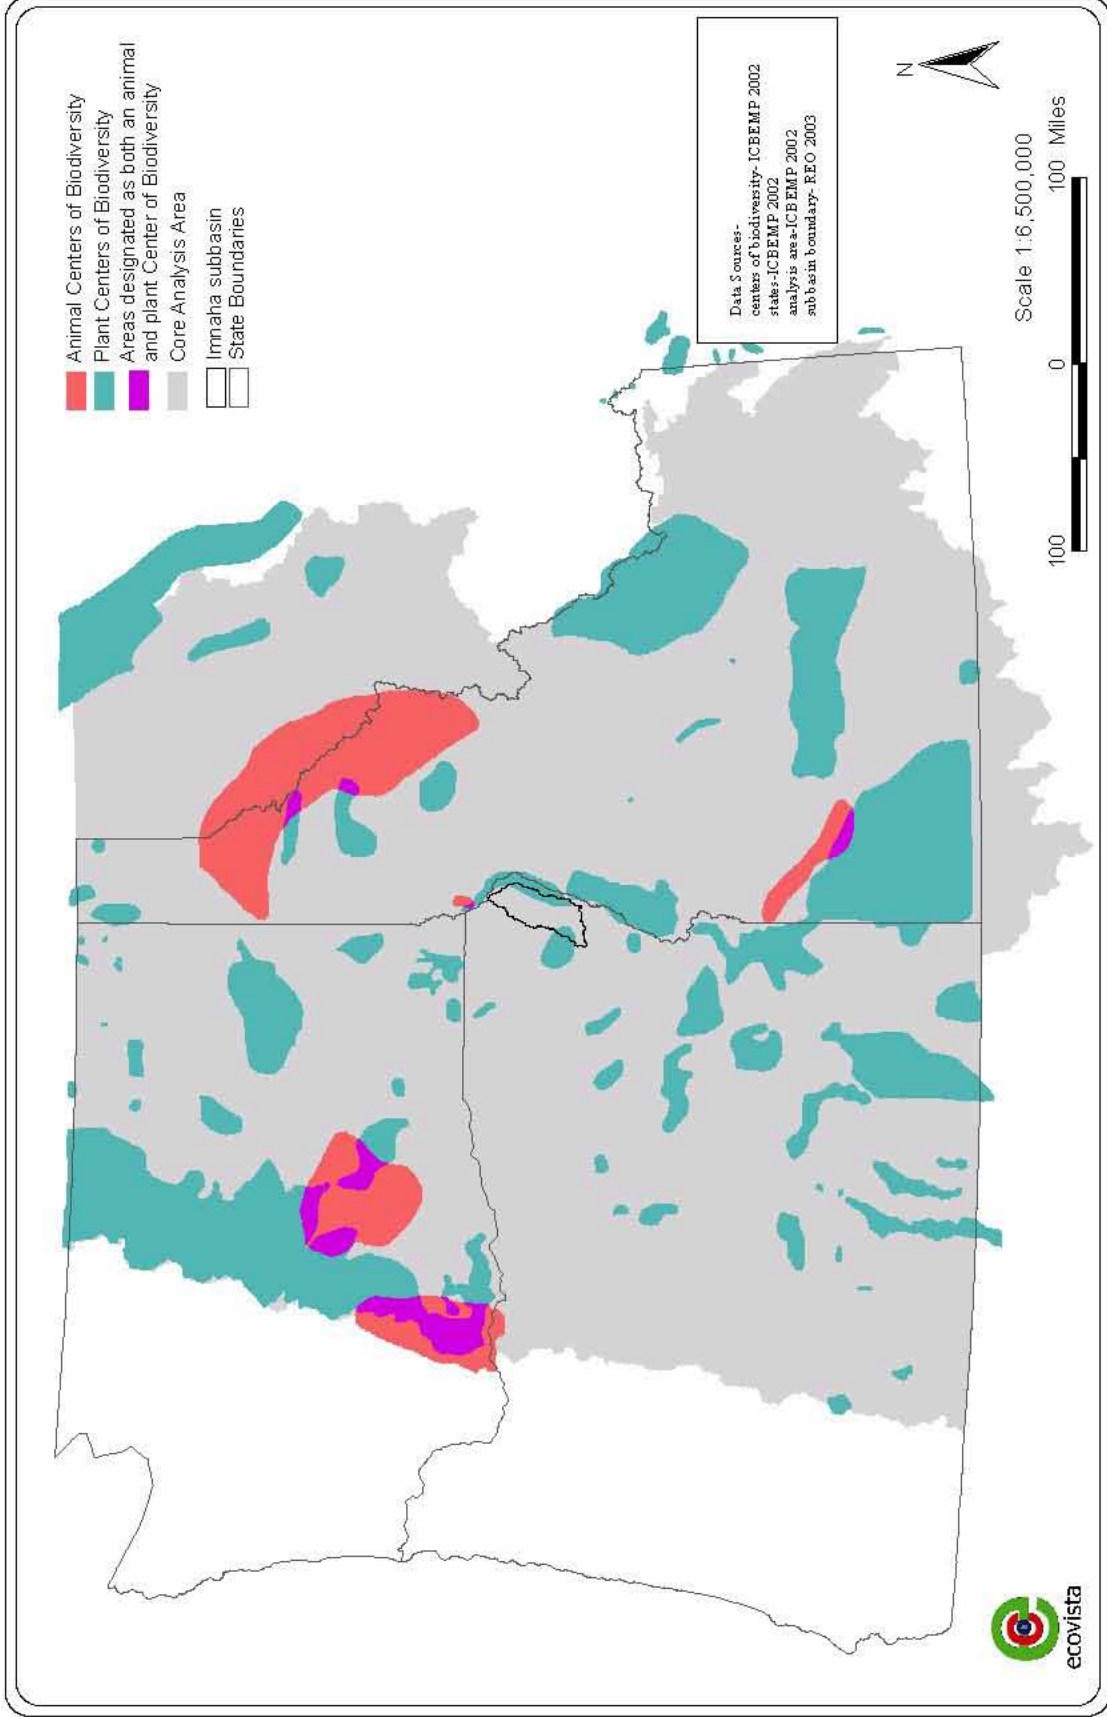 Animal Centers of Biodiversity
Plant Centers of Biodiversity
Areas designated as both an animal
and plant Center of Biodiversity
Core Analysis Area
Imnaha subbasin
State Boundaries
Data Sources-
centers of biodiversity- ICBEMP 2002
states-ICBEMP 2002
analysis area-ICBEMP 2002
subbasin boundary- REO 2003
N
Scale 1:6,500,000
100 0 100 Miles
ecovista